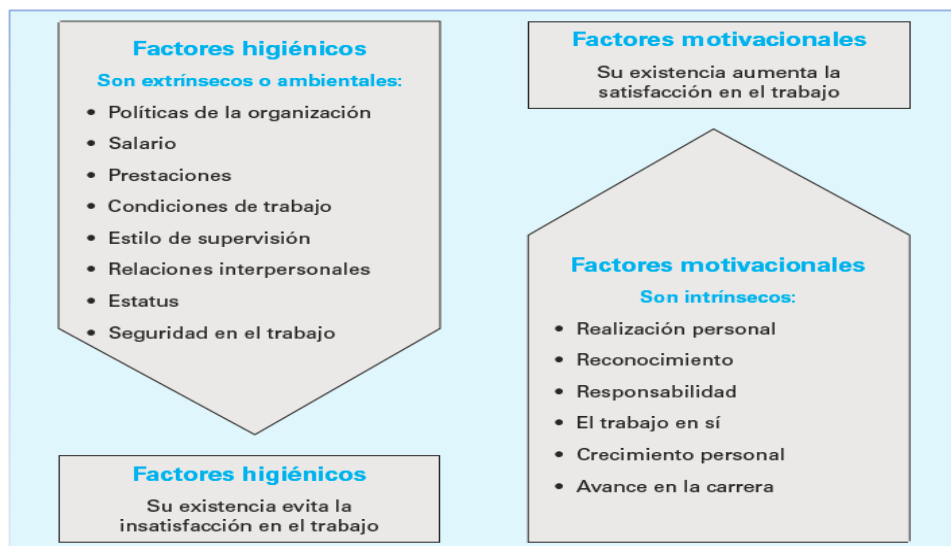 Factores higiénicos
Son extrínsecos o ambientales:
• Políticas de la organización
• Salario
• Prestaciones
• Condiciones de trabajo
• Estilo de supervisión
• Relaciones interpersonales
• Estatus
• Seguridad en el trabajo
Factores higiénicos
Su existencia evita la
insatisfacción en el trabajo
Factores motivacionales
Su existencia aumenta la
satisfacción en el trabajo
Factores motivacionales
Son intrínsecos:
• Realización personal
• Reconocimiento
• Responsabilidad
• El trabajo en sí
• Crecimiento personal
• Avance en la carrera